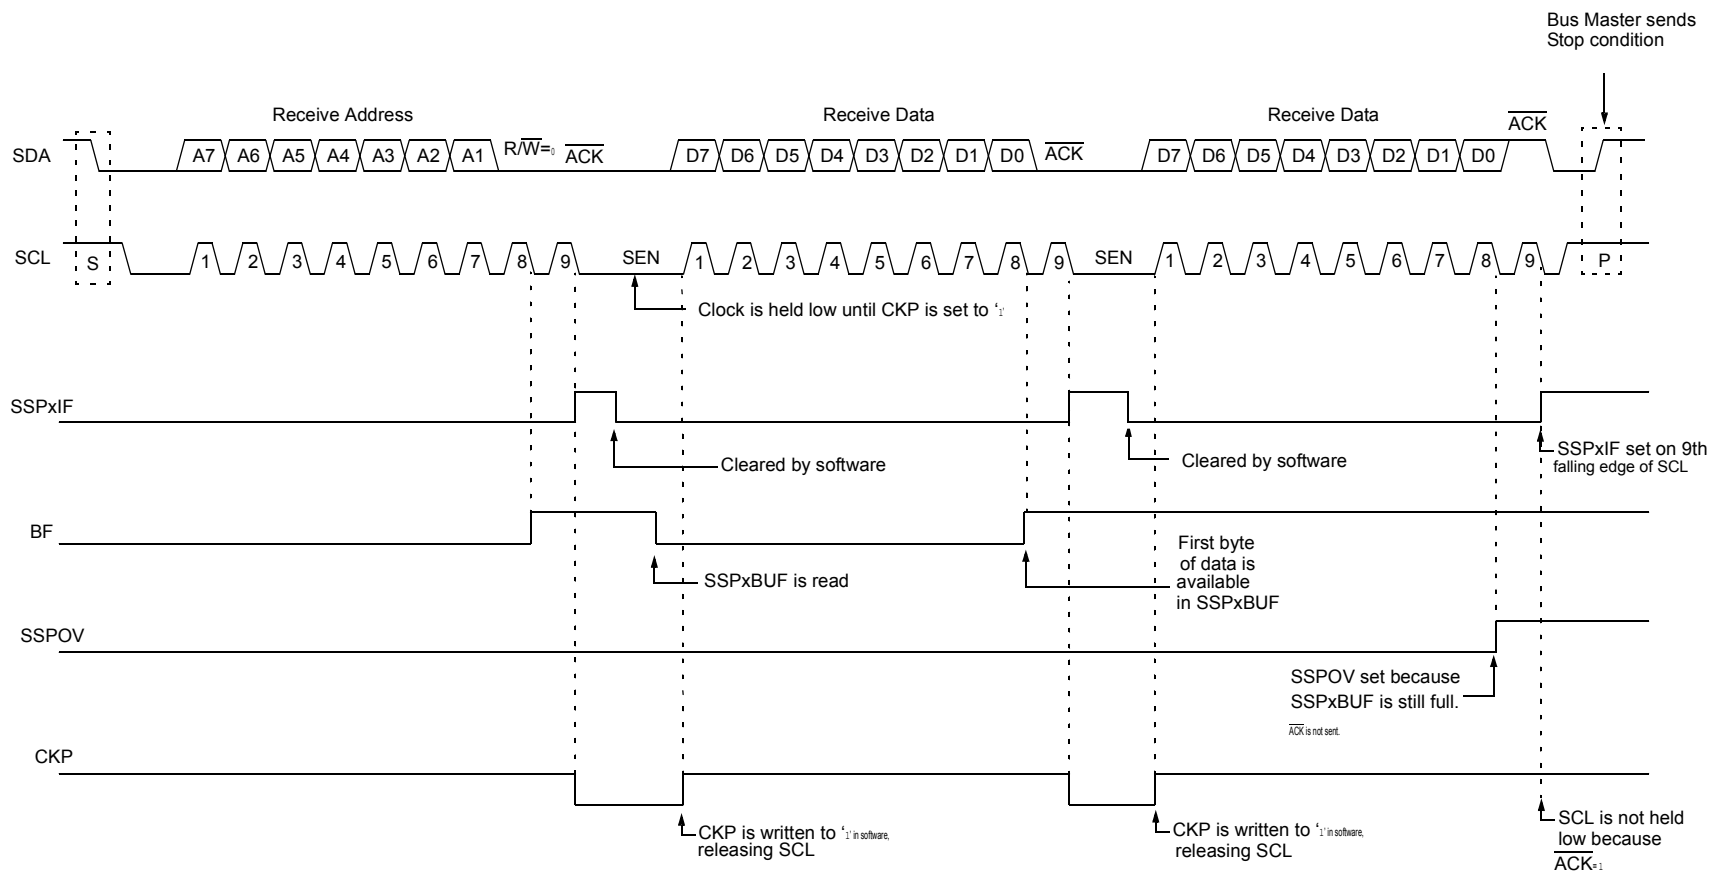 Bus Master sends
Stop condition
Receive Address
Receive Data
Receive Data
ACK
SDA
A7 A6 A5 A4 A3 A2 A1 R/W=0 ACK
D7 D6 D5 D4 D3 D2 D1 D0 ACK
D7 D6 D5 D4 D3 D2 D1 D0
SCL
S
1 2 3 4 5 6 7 8 9 SEN
1 2 3 4 5 6 7 8 9 SEN
1 2 3 4 5 6 7 8 9
P
Clock is held low until CKP is set to ‘1’
SSPxIF
Cleared by software
Cleared by software
SSPxIF set on 9th
falling edge of SCL
BF
SSPxBUF is read
First byte
of data is
available
in SSPxBUF
SSPOV
SSPOV set because
SSPxBUF is still full.
ACK is not sent.
CKP
CKP is written to ‘1’ in software,
releasing SCL
CKP is written to ‘1’ in software,
releasing SCL
SCL is not held
low because
ACK=1